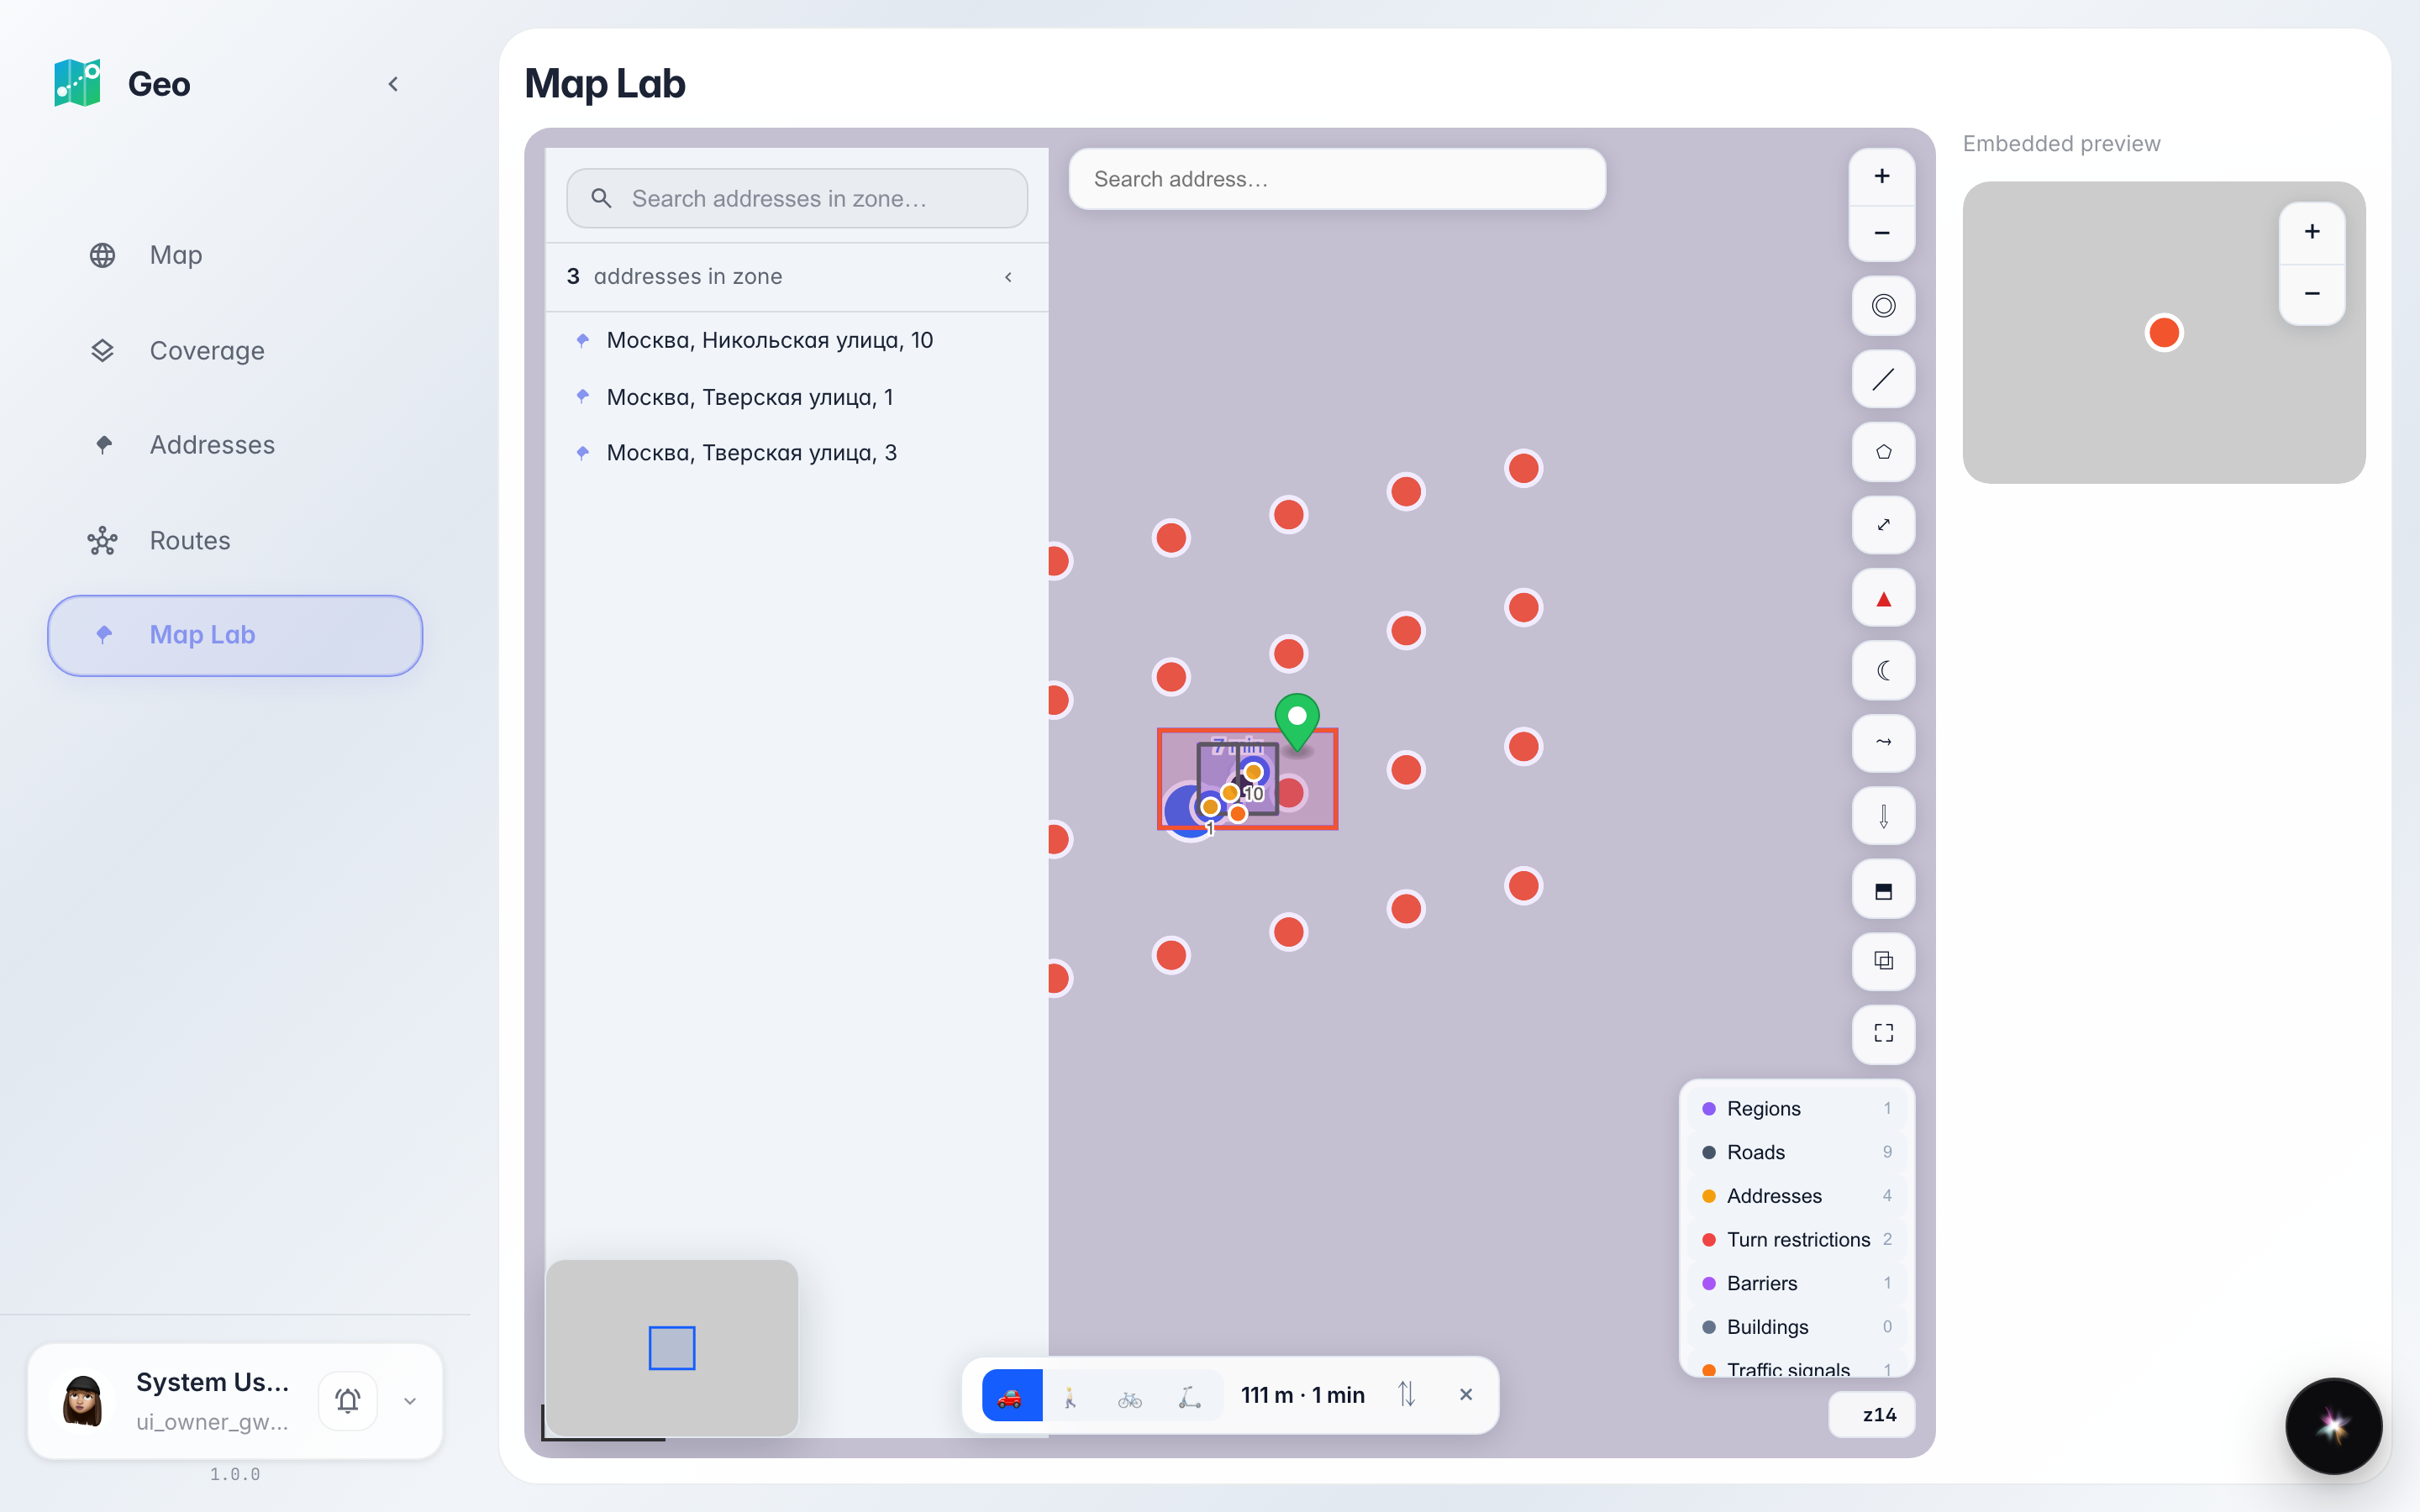 Geo
Map
Coverage
Addresses
Routes
Map Lab
System Us...
ui_owner_gw...
1.0.0
Map Lab
Search addresses in zone...
3 addresses in zone
Москва, Никольская улица, 10
Москва, Тверская улица, 1
Москва, Тверская улица, 3
Search address...
7 min
10
1
111 m · 1 min
Regions 1
Roads 9
Addresses 4
Turn restrictions 2
Barriers 1
Buildings 0
Traffic signals 1
z14
Embedded preview